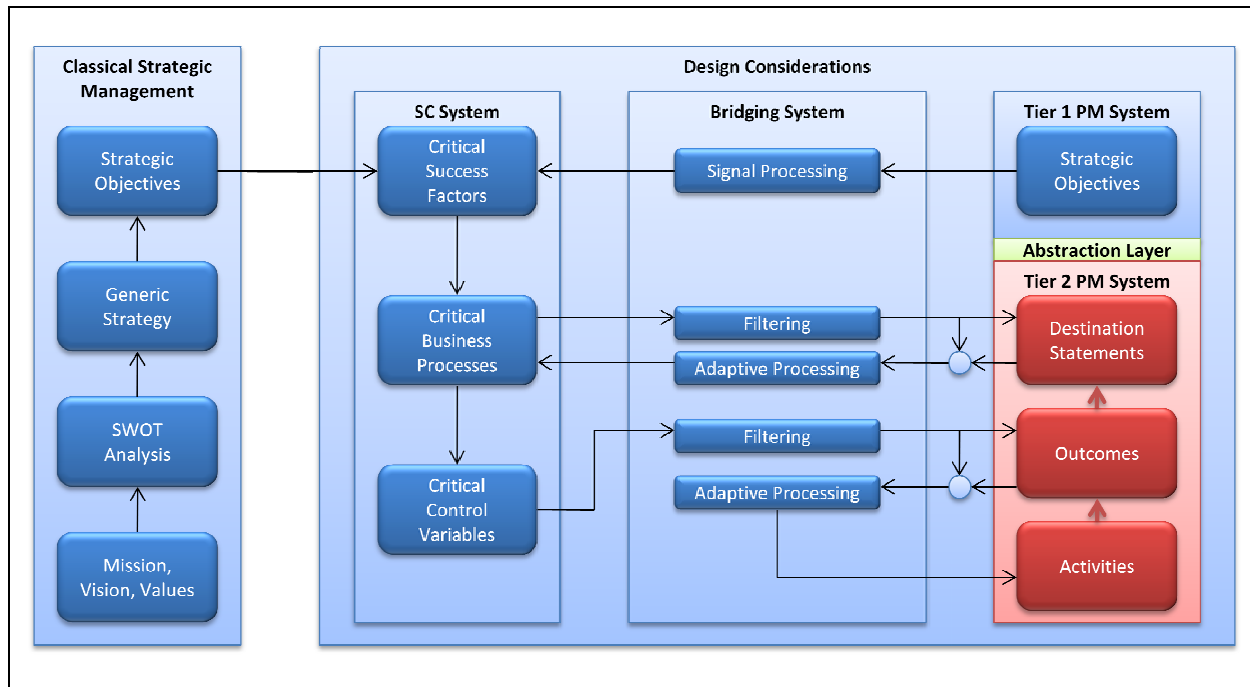 Classical Strategic
Management
Strategic
Objectives
Generic
Strategy
SWOT
Analysis
Mission,
Vision, Values
Design Considerations
SC System
Critical
Success
Factors
Critical
Business
Processes
Critical
Control
Variables
Bridging System
Signal Processing
Filtering
Adaptive Processing
Filtering
Adaptive Processing
Tier 1 PM System
Strategic
Objectives
Abstraction Layer
Tier 2 PM System
Destination
Statements
Outcomes
Activities